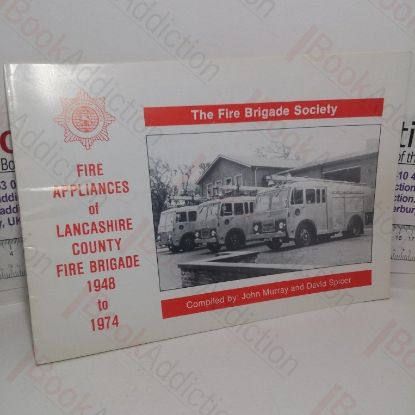 The Fire Brigade Society
FIRE
APPLIANCES
of
LANCASHIRE
COUNTY
FIRE BRIGADE
1948
to
1974
Compiled by: John Murray and David Spicer
BookAddiction